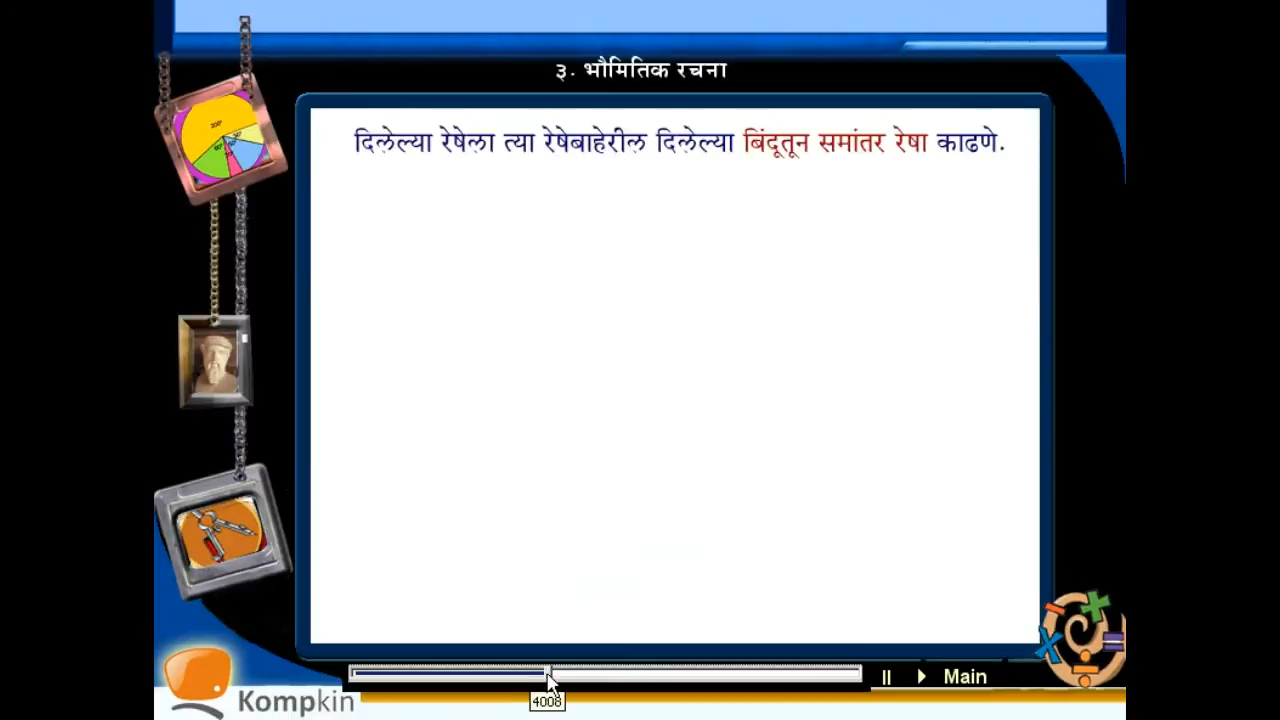 ३. भौमितिक रचना
दिलेल्या रेषेला त्या रेषेबाहेरील दिलेल्या बिंदूतून समांतर रेषा काढणे.
Main
4008
Kompkin